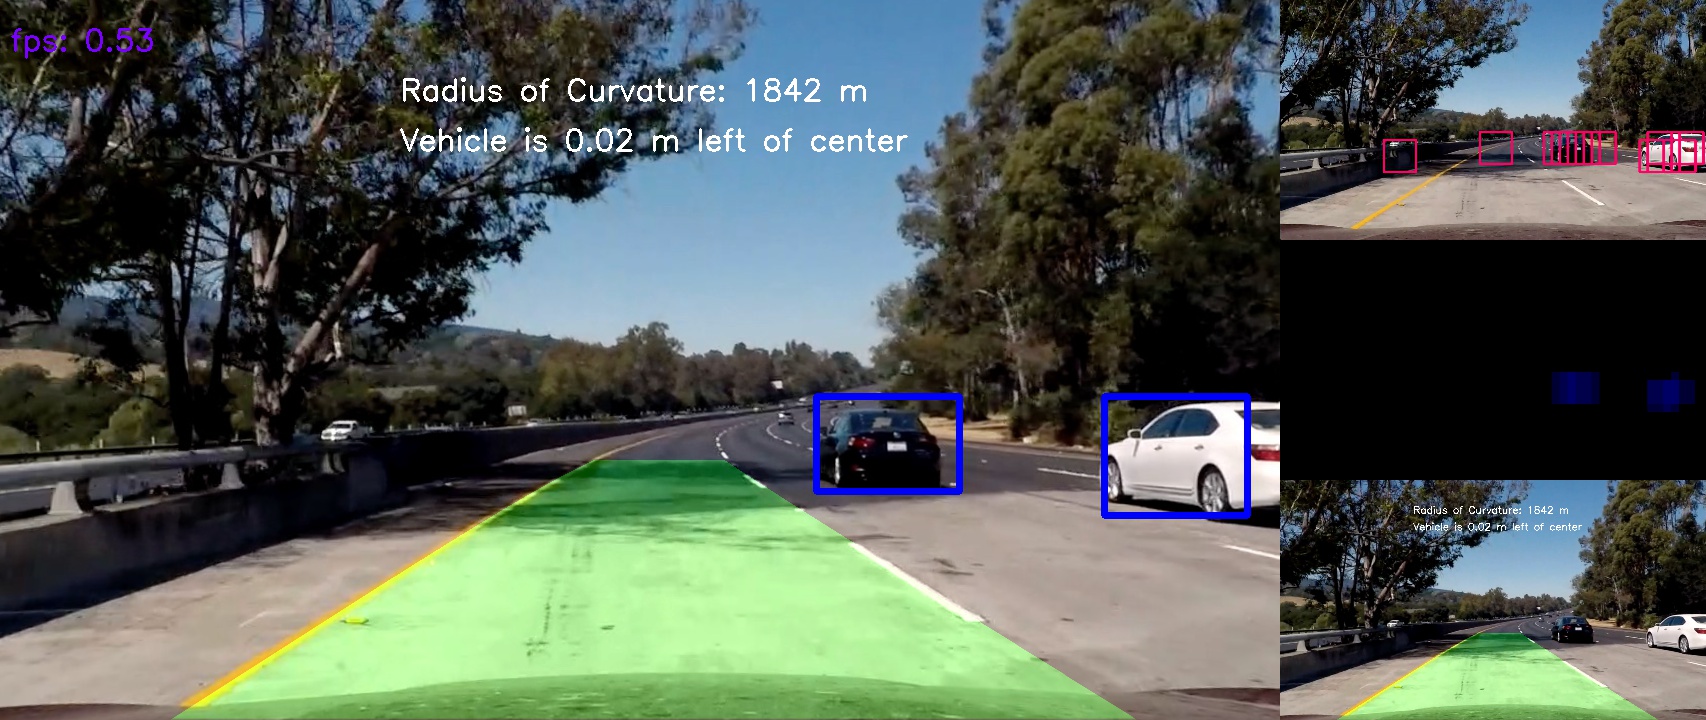 fps: 0.53
Radius of Curvature: 1842 m
Vehicle is 0.02 m left of center
Radius of Curvature: 1842 m
Vehicle is 0.02 m left of center